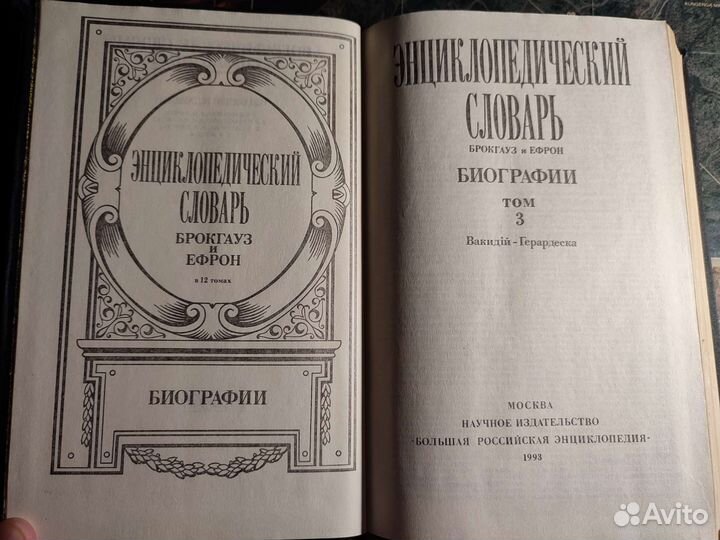 ЭНЦИКЛОПЕДИЧЕСКИЙ
СЛОВАРЬ
БРОКГАУЗ
и
ЕФРОН
в 12 томах
БИОГРАФИИ
ЭНЦИКЛОПЕДИЧЕСКИЙ
СЛОВАРЬ
БРОКГАУЗ и ЕФРОН
БИОГРАФИИ
ТОМ
3
Вакидій - Герардеска
МОСКВА
НАУЧНОЕ ИЗДАТЕЛЬСТВО
"БОЛЬШАЯ РОССИЙСКАЯ ЭНЦИКЛОПЕДИЯ"
1993
Avito